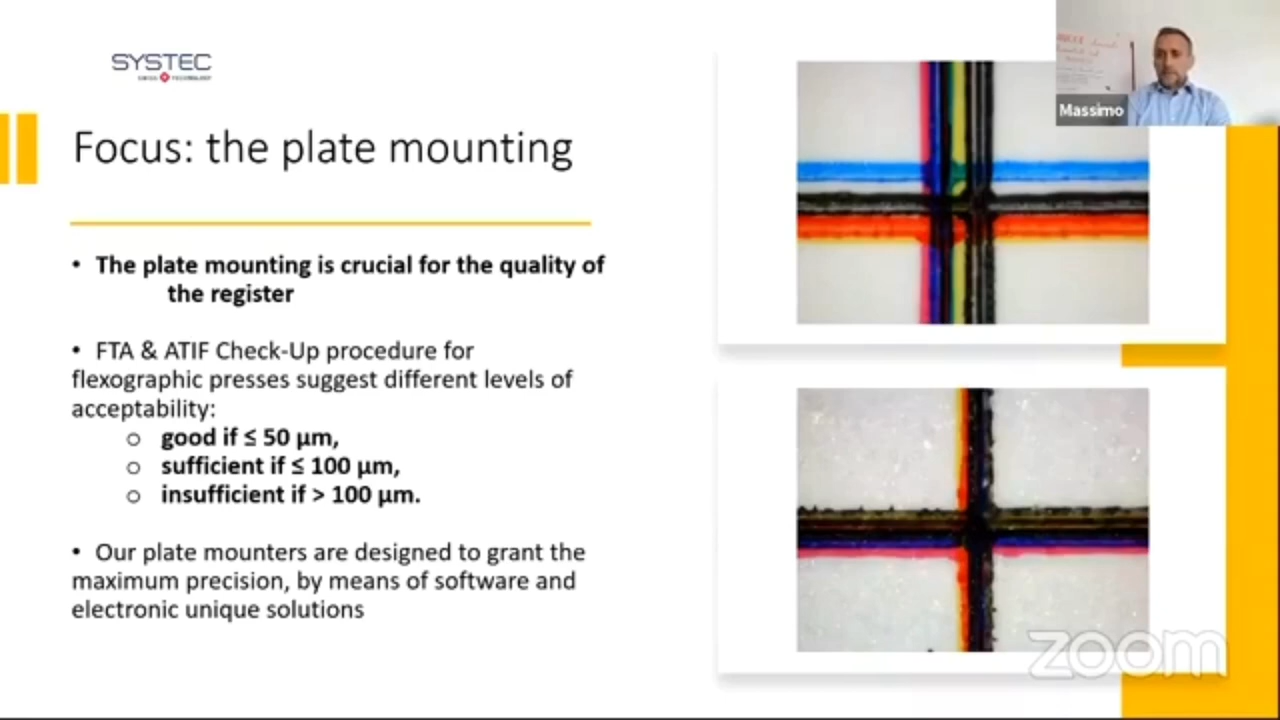 SYSTEC
SWISS TECHNOLOGY
Massimo
Focus: the plate mounting
• The plate mounting is crucial for the quality of
the register
• FTA & ATIF Check-Up procedure for
flexographic presses suggest different levels of
acceptability:
o good if ≤ 50 µm,
o sufficient if ≤ 100 µm,
o insufficient if > 100 µm.
• Our plate mounters are designed to grant the
maximum precision, by means of software and
electronic unique solutions
zoom